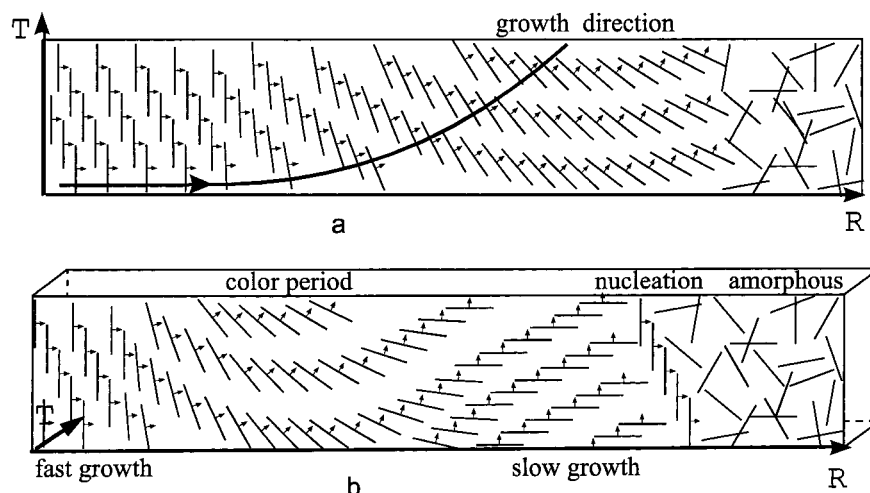 T
growth direction
a
R
color period
nucleation
amorphous
T
fast growth
slow growth
b
R